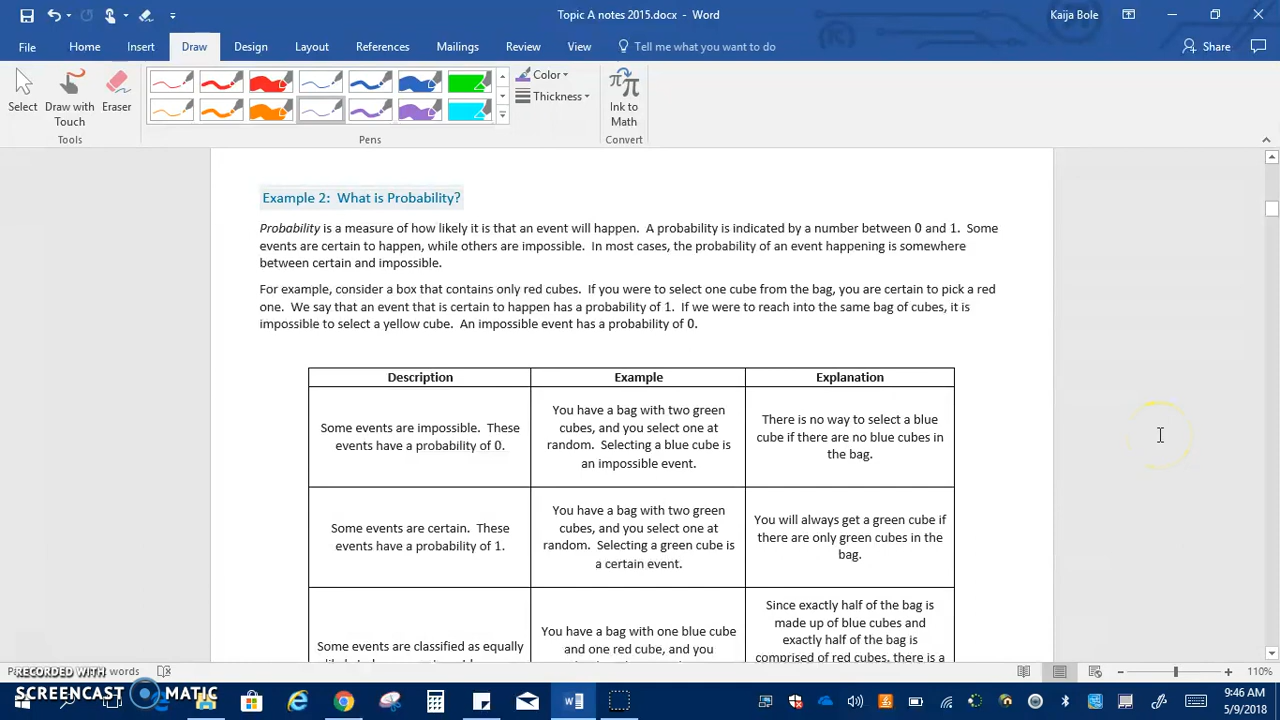 Topic A notes 2015.docx - Word
Kaija Bole
File
Home
Insert
Draw
Design
Layout
References
Mailings
Review
View
Tell me what you want to do
Share
Select
Draw with Touch
Eraser
Color
Thickness
Ink to Math
Tools
Pens
Convert
Example 2: What is Probability?
Probability is a measure of how likely it is that an event will happen. A probability is indicated by a number between 0 and 1. Some
events are certain to happen, while others are impossible. In most cases, the probability of an event happening is somewhere
between certain and impossible.
For example, consider a box that contains only red cubes. If you were to select one cube from the bag, you are certain to pick a red
one. We say that an event that is certain to happen has a probability of 1. If we were to reach into the same bag of cubes, it is
impossible to select a yellow cube. An impossible event has a probability of 0.
Description
Example
Explanation
Some events are impossible. These
events have a probability of 0.
You have a bag with two green
cubes, and you select one at
random. Selecting a blue cube is
an impossible event.
There is no way to select a blue
cube if there are no blue cubes in
the bag.
Some events are certain. These
events have a probability of 1.
You have a bag with two green
cubes, and you select one at
random. Selecting a green cube is
a certain event.
You will always get a green cube if
there are only green cubes in the
bag.
Some events are classified as equally
You have a bag with one blue cube
and one red cube, and you
Since exactly half of the bag is
made up of blue cubes and
exactly half of the bag is
comprised of red cubes, there is a
words
110%
RECORDED WITH
SCREENCAST MATIC
9:46 AM
5/9/2018